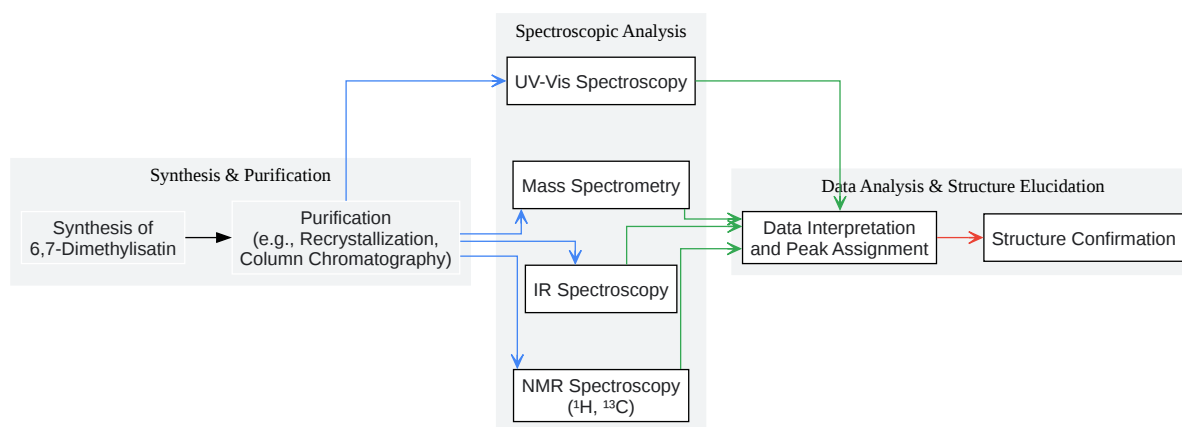 Spectroscopic Analysis
UV-Vis Spectroscopy
Synthesis & Purification
Mass Spectrometry
Data Analysis & Structure Elucidation
Synthesis of
6,7-Dimethylisatin
Purification
(e.g., Recrystallization,
Column Chromatography)
Data Interpretation
and Peak Assignment
Structure Confirmation
IR Spectroscopy
NMR Spectroscopy
(¹H, ¹³C)